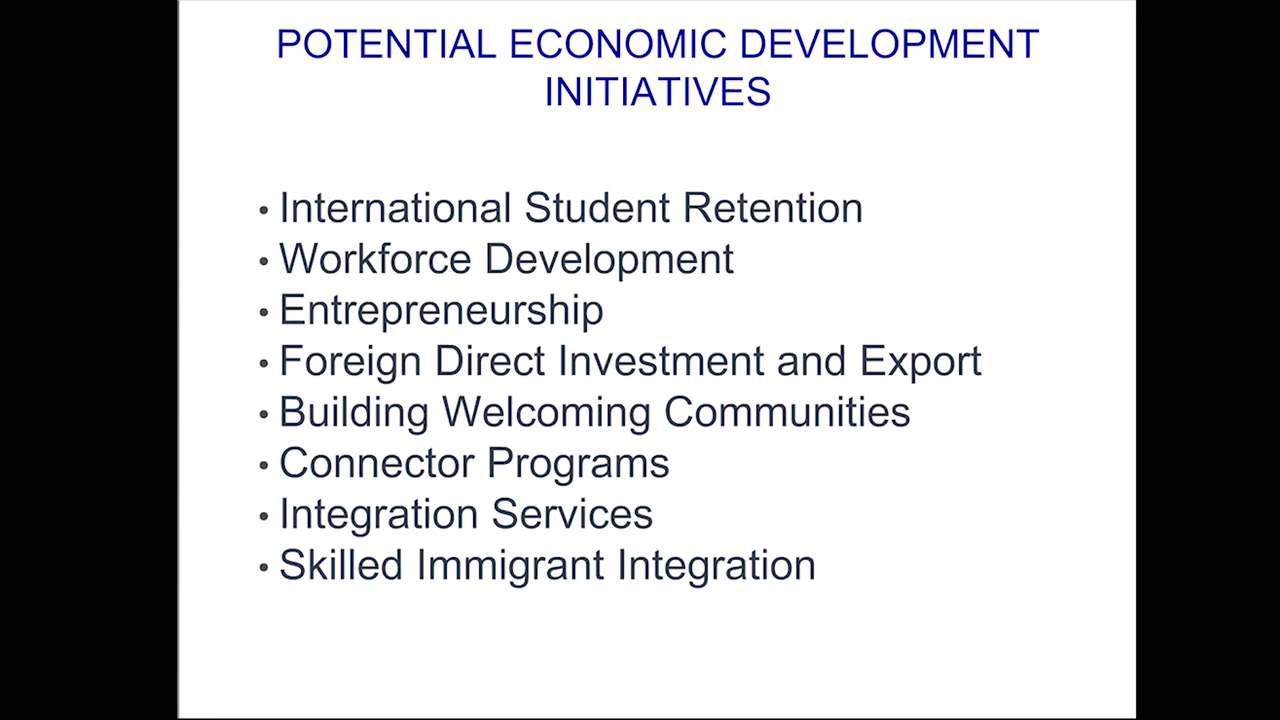 POTENTIAL ECONOMIC DEVELOPMENT
INITIATIVES
• International Student Retention
• Workforce Development
• Entrepreneurship
• Foreign Direct Investment and Export
• Building Welcoming Communities
• Connector Programs
• Integration Services
• Skilled Immigrant Integration